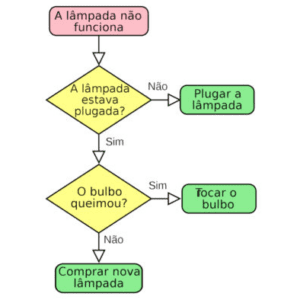 A lâmpada não
funciona
A lâmpada
estava
plugada?
Não
Plugar a
lâmpada
Sim
O bulbo
queimou?
Sim
Tocar o
bulbo
Não
Comprar nova
lâmpada